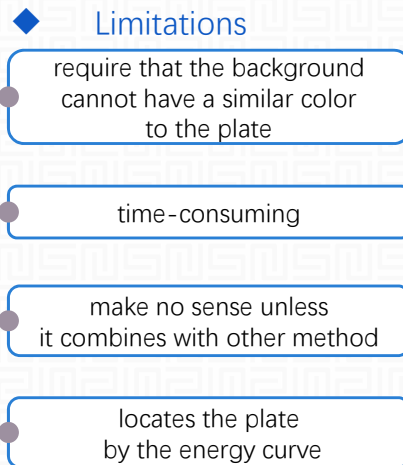 Limitations
require that the background
cannot have a similar color
to the plate
time-consuming
make no sense unless
it combines with other method
locates the plate
by the energy curve